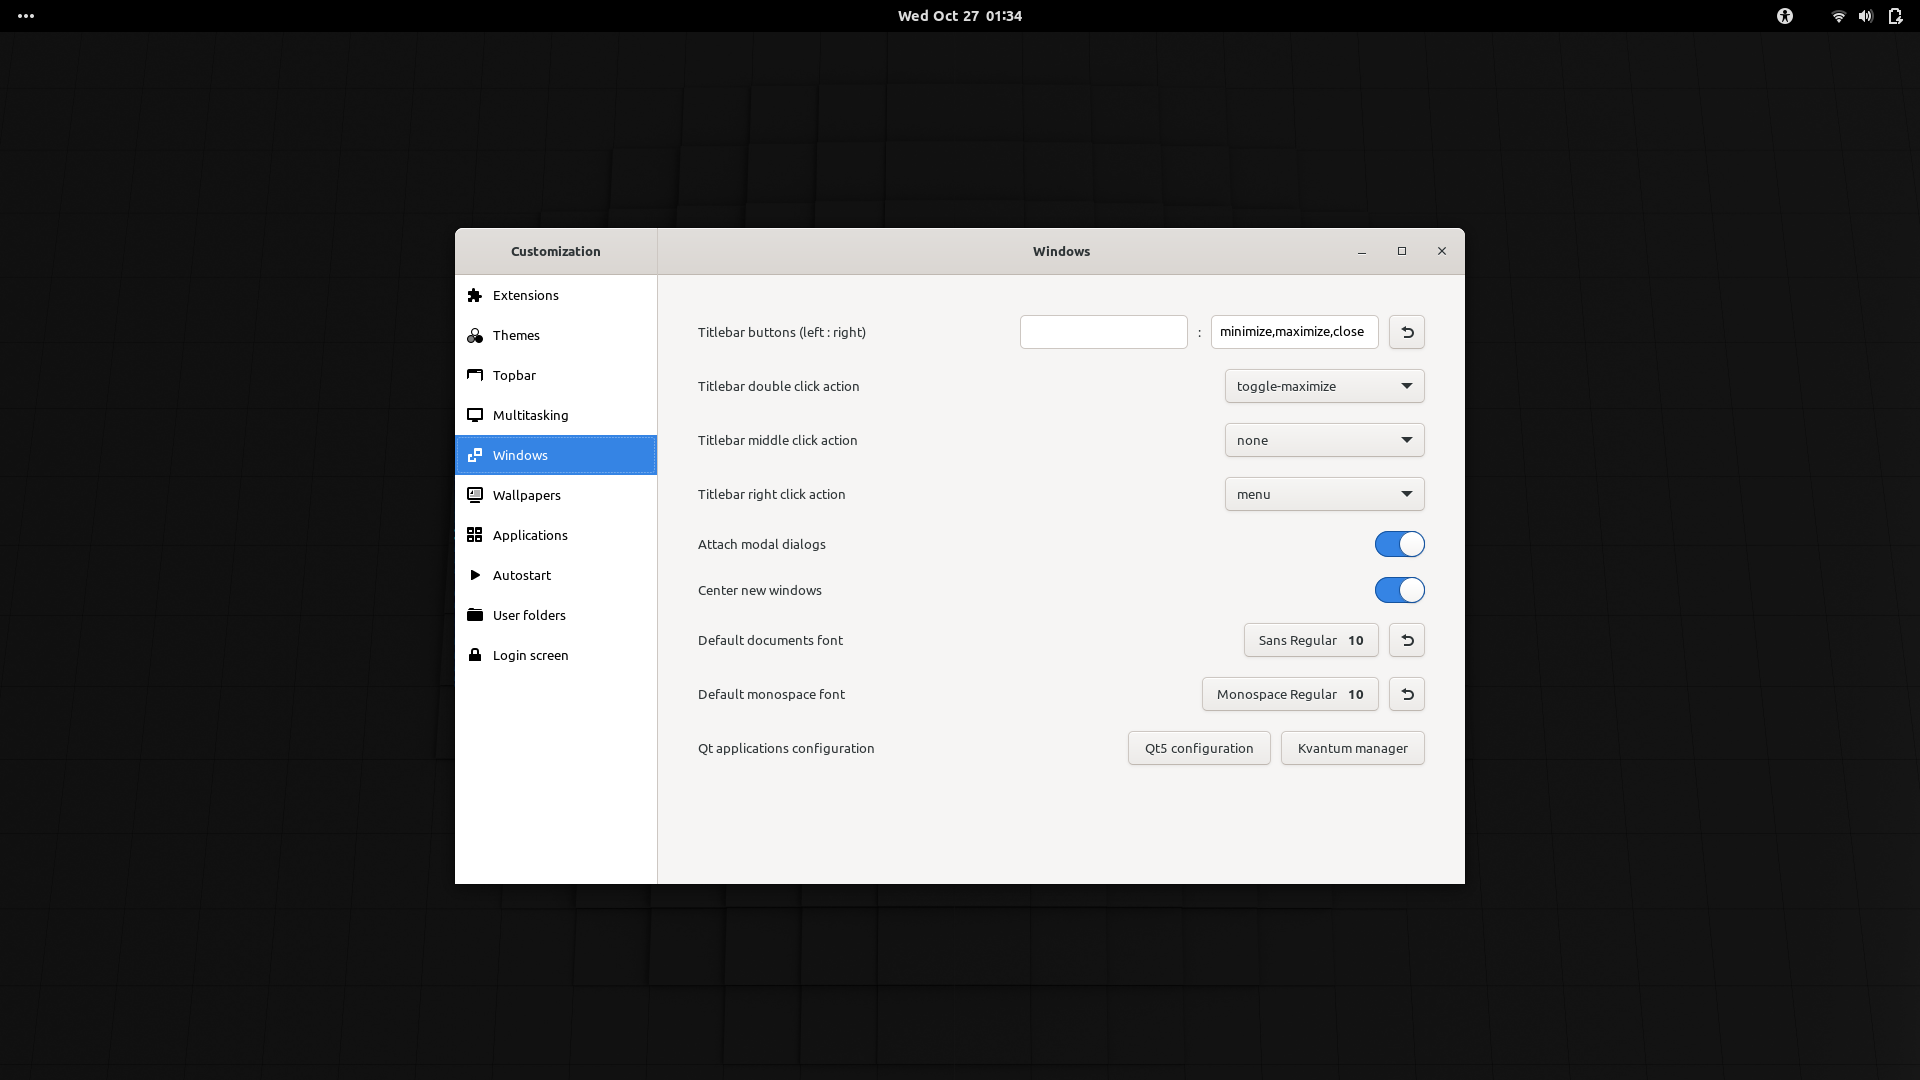 Wed Oct 27 01:34
Customization
Windows
Extensions
Themes
Topbar
Multitasking
Windows
Wallpapers
Applications
Autostart
User folders
Login screen
Titlebar buttons (left : right) : minimize,maximize,close
Titlebar double click action toggle-maximize
Titlebar middle click action none
Titlebar right click action menu
Attach modal dialogs
Center new windows
Default documents font Sans Regular 10
Default monospace font Monospace Regular 10
Qt applications configuration Qt5 configuration Kvantum manager